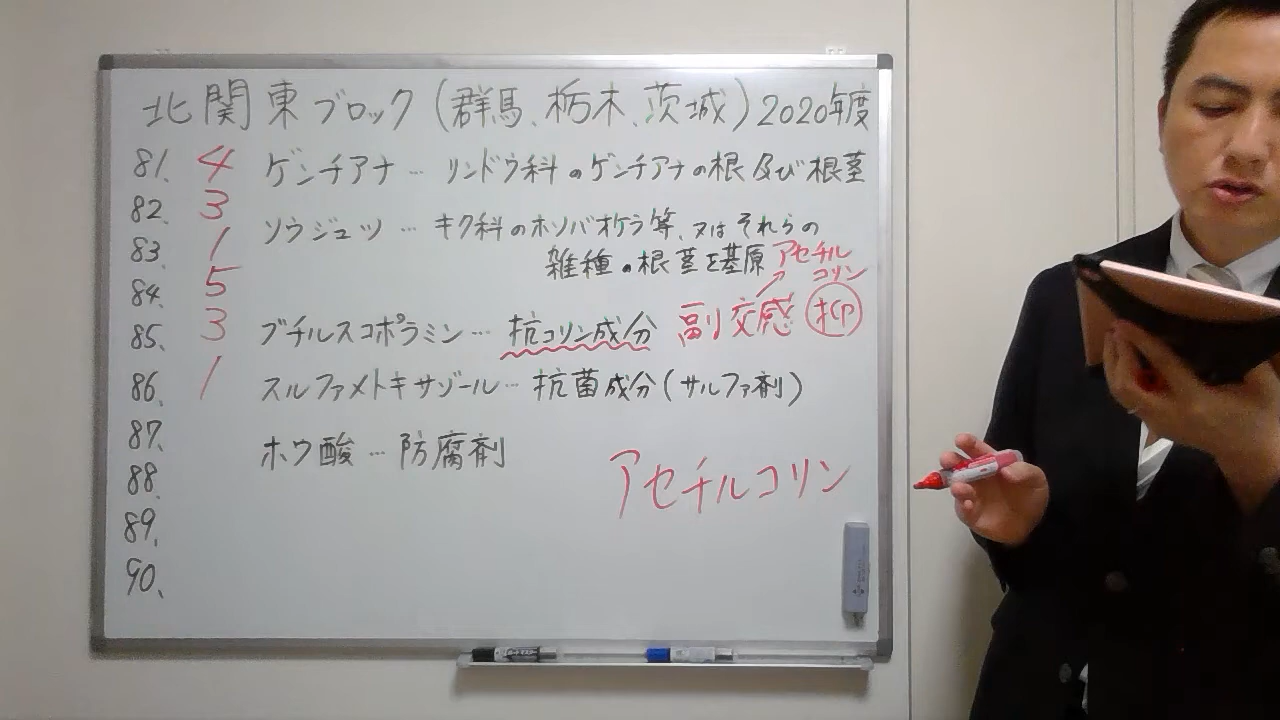 北関東ブロック(群馬、栃木、茨城)2020年度
81. 4 ゲンチアナ…リンドウ科のゲンチアナの根及び根茎
82. 3
ソウジュツ…キク科のホソバオケラ等、又はそれらの
83. 1
雑種の根茎を基原
アセチル
コリン
84. 5
85. 3 ブチルスコポラミン…抗コリン成分 副交感 抑
86. 1 スルファメトキサゾール…抗菌成分(サルファ剤)
87. ホウ酸…防腐剤
88. アセチルコリン
89.
90.